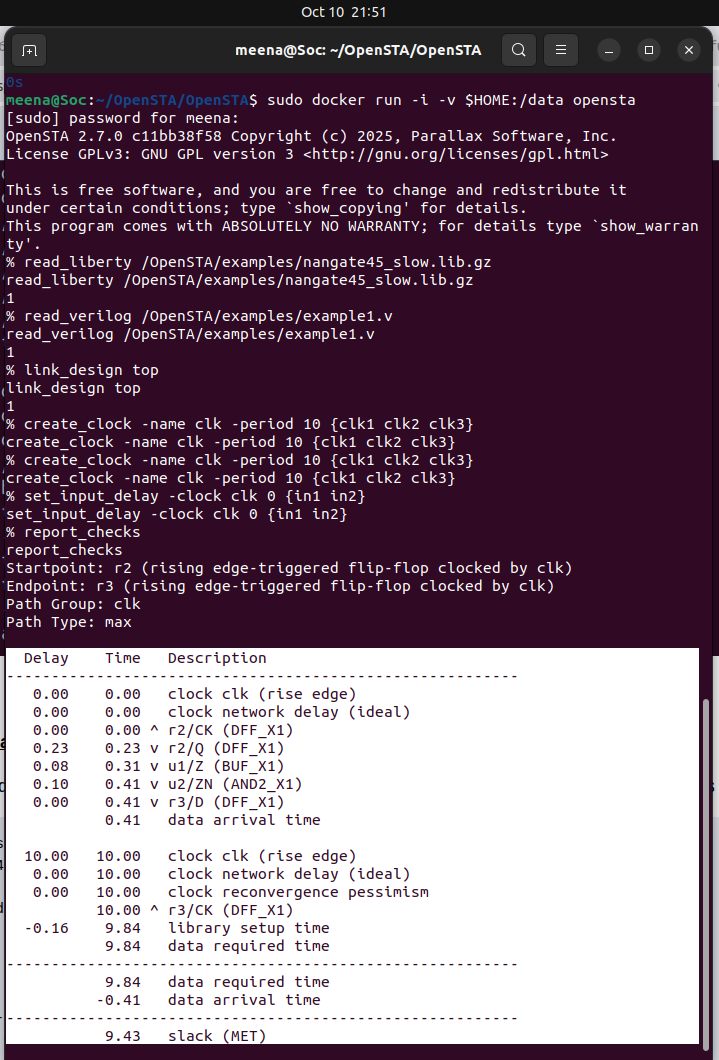 Oct 10 21:51
meena@Soc: ~/OpenSTA/OpenSTA
0s
meena@Soc:~/OpenSTA/OpenSTA$ sudo docker run -i -v $HOME:/data opensta
[sudo] password for meena:
OpenSTA 2.7.0 c11bb38f58 Copyright (c) 2025, Parallax Software, Inc.
License GPLv3: GNU GPL version 3 <http://gnu.org/licenses/gpl.html>

This is free software, and you are free to change and redistribute it
under certain conditions; type `show_copying' for details.
This program comes with ABSOLUTELY NO WARRANTY; for details type `show_warran
ty'.
% read_liberty /OpenSTA/examples/nangate45_slow.lib.gz
read_liberty /OpenSTA/examples/nangate45_slow.lib.gz
1
% read_verilog /OpenSTA/examples/example1.v
read_verilog /OpenSTA/examples/example1.v
1
% link_design top
link_design top
1
% create_clock -name clk -period 10 {clk1 clk2 clk3}
create_clock -name clk -period 10 {clk1 clk2 clk3}
% create_clock -name clk -period 10 {clk1 clk2 clk3}
create_clock -name clk -period 10 {clk1 clk2 clk3}
% set_input_delay -clock clk 0 {in1 in2}
set_input_delay -clock clk 0 {in1 in2}
% report_checks
report_checks
Startpoint: r2 (rising edge-triggered flip-flop clocked by clk)
Endpoint: r3 (rising edge-triggered flip-flop clocked by clk)
Path Group: clk
Path Type: max

  Delay    Time   Description
---------------------------------------------------------
   0.00    0.00   clock clk (rise edge)
   0.00    0.00   clock network delay (ideal)
   0.00    0.00 ^ r2/CK (DFF_X1)
   0.23    0.23 v r2/Q (DFF_X1)
   0.08    0.31 v u1/Z (BUF_X1)
   0.10    0.41 v u2/ZN (AND2_X1)
   0.00    0.41 v r3/D (DFF_X1)
           0.41   data arrival time

  10.00   10.00   clock clk (rise edge)
   0.00   10.00   clock network delay (ideal)
   0.00   10.00   clock reconvergence pessimism
          10.00 ^ r3/CK (DFF_X1)
  -0.16    9.84   library setup time
           9.84   data required time
---------------------------------------------------------
           9.84   data required time
          -0.41   data arrival time
---------------------------------------------------------
           9.43   slack (MET)